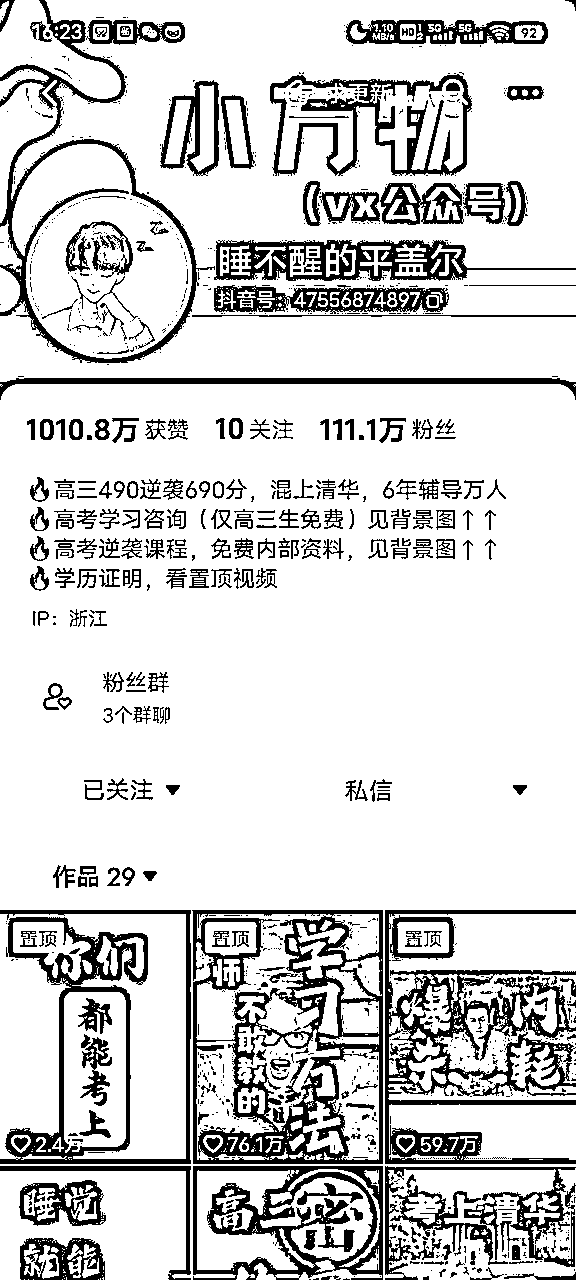 16:23
92
小万物
(vx公众号)
睡不醒的平盖尔
抖音号：47556874897
1010.8万 获赞 10 关注 111.1万 粉丝
🔥高三490逆袭690分，混上清华，6年辅导万人
🔥高考学习咨询（仅高三生免费）见背景图↑↑
🔥高考逆袭课程，免费内部资料，见背景图↑↑
🔥学历证明，看置顶视频
IP：浙江
粉丝群
3个群聊
已关注 ▼ 私信 ▼
作品 29 ▼
置顶
你们
都能考上
2.4万
置顶
师
不敢教的
学习方法
76.1万
置顶
爆杀内耗
59.7万
睡觉
就能
高三密
考上清华